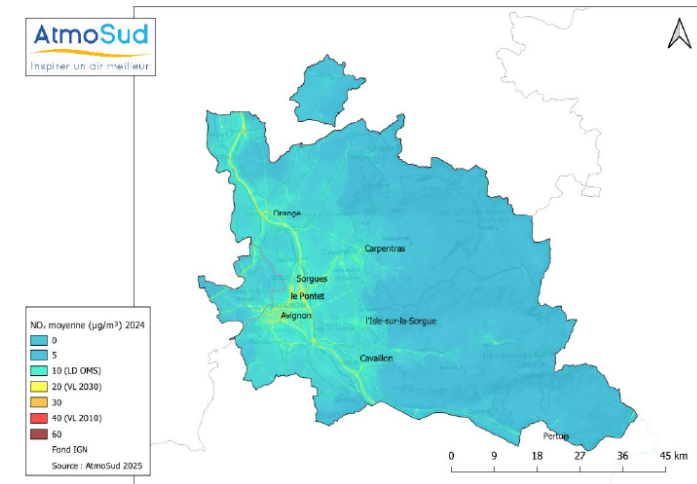 AtmoSud
Inspirer un air meilleur
Orange
Carpentras
Sorgues
le Pontet
Avignon
l'Isle-sur-la-Sorgue
Cavaillon
Pertuis
NO₂ moyenne (µg/m³) 2024
0
5
10 (LD OMS)
20 (VL 2030)
30
40 (VL 2010)
60
Fond IGN
Source : AtmoSud 2025
0 9 18 27 36 45 km